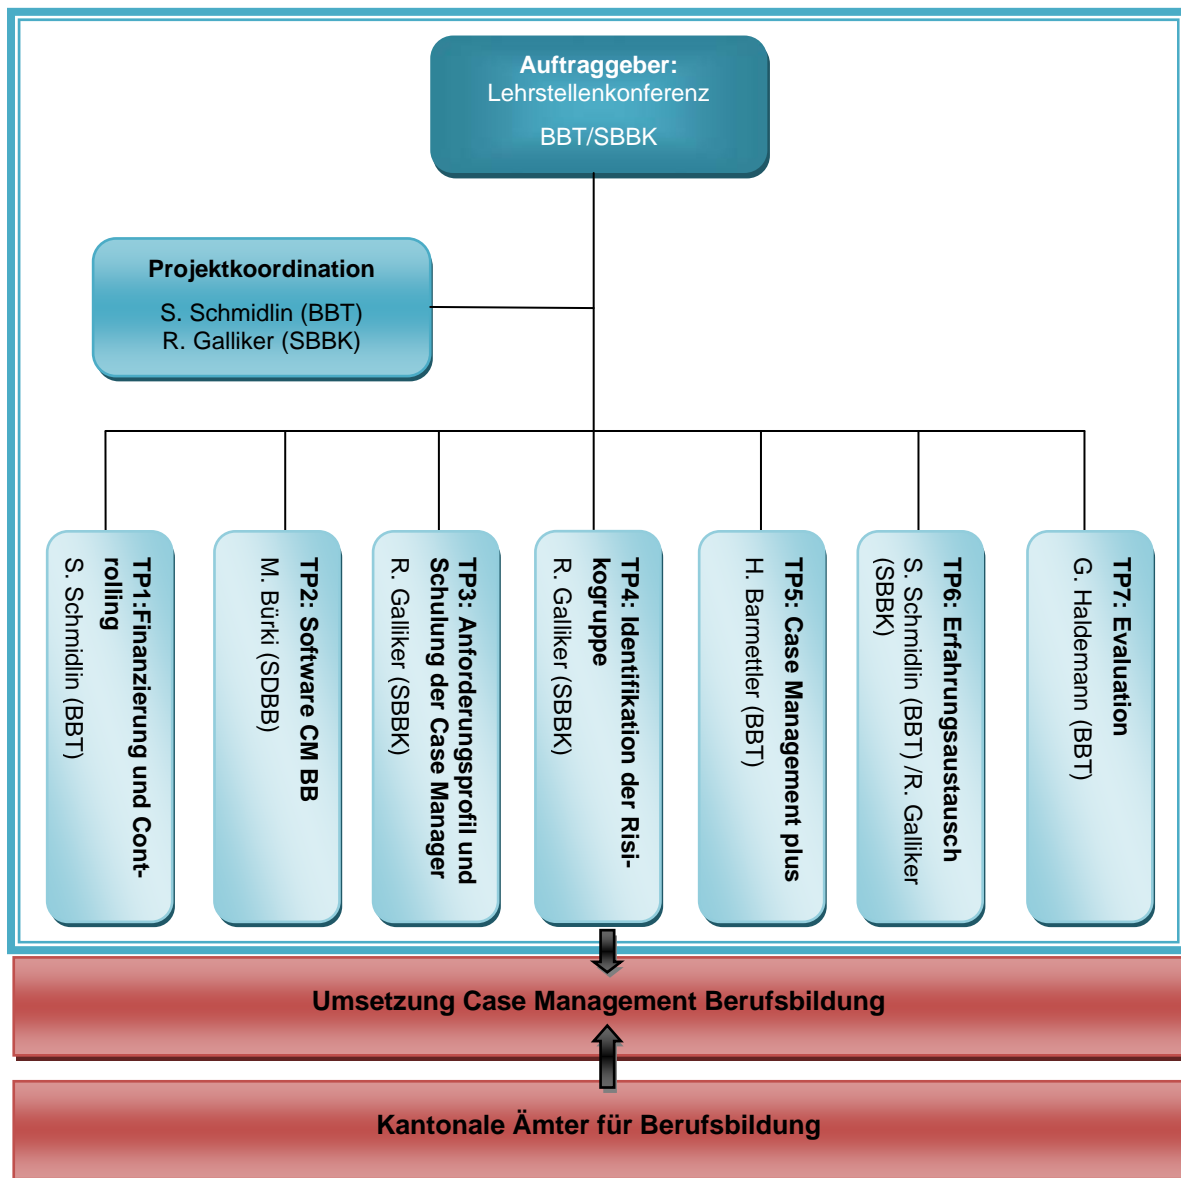 Auftraggeber:
Lehrstellenkonferenz
BBT/SBBK
Projektkoordination
S. Schmidlin (BBT)
R. Galliker (SBBK)
TP1:Finanzierung und Cont-
rolling
S. Schmidlin (BBT)
TP2: Software CM BB
M. Bürki (SDBB)
TP3: Anforderungsprofil und
Schulung der Case Manager
R. Galliker (SBBK)
TP4: Identifikation der Risi-
kogruppe
R. Galliker (SBBK)
TP5: Case Management plus
H. Barmettler (BBT)
TP6: Erfahrungsaustausch
S. Schmidlin (BBT) /R. Galliker
(SBBK)
TP7: Evaluation
G. Haldemann (BBT)
Umsetzung Case Management Berufsbildung
Kantonale Ämter für Berufsbildung